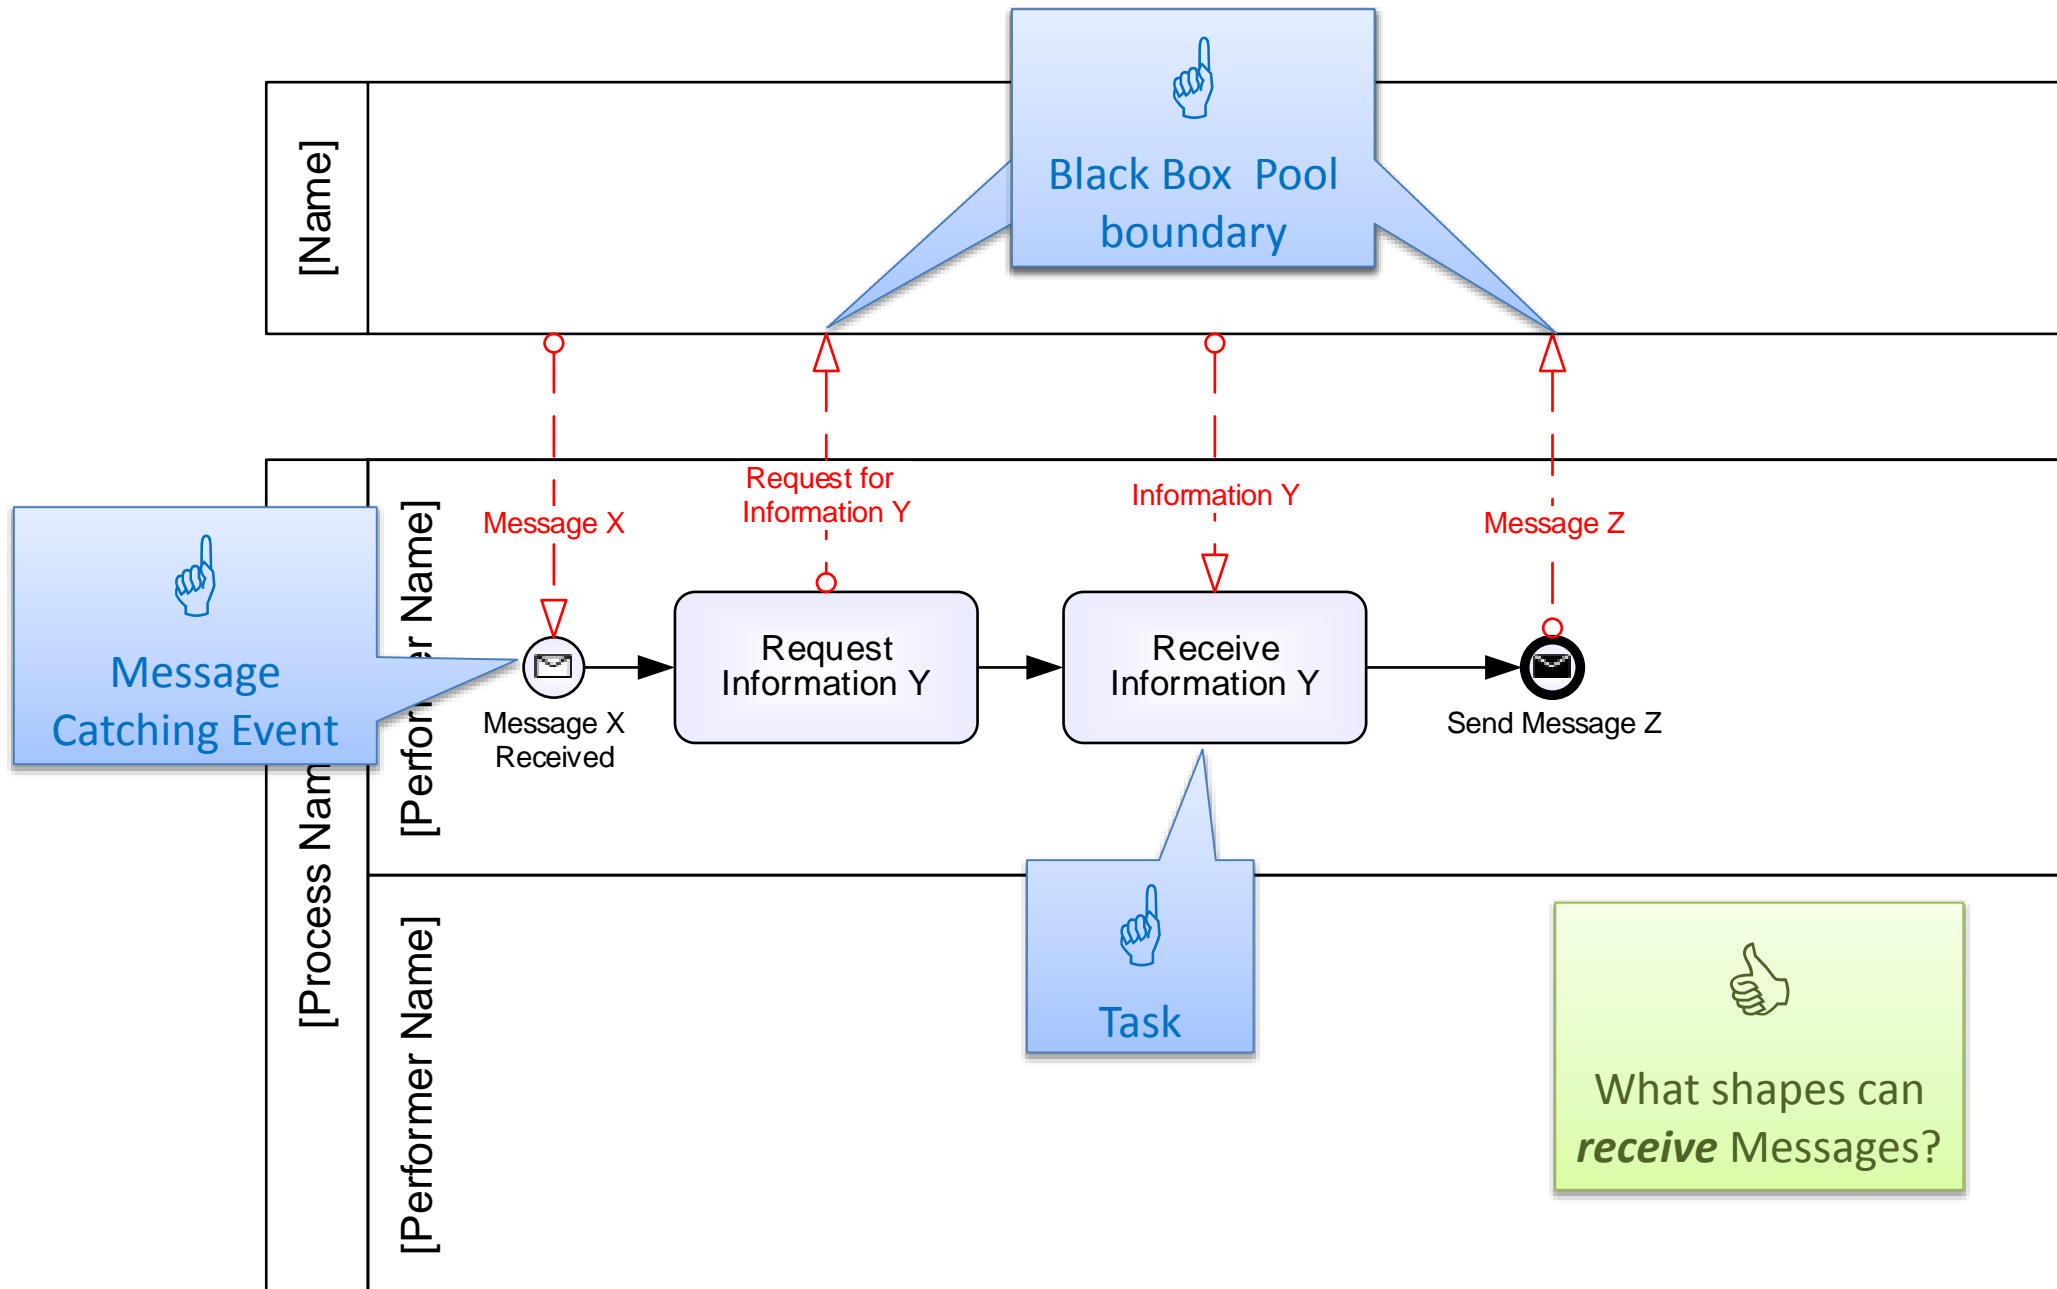 Black Box  Pool
boundary
[Name]
Message X
Request for
Information Y
Information Y
Message Z
Message
Catching Event
[Process Nam
[Perfor
er Name]
Request
Information Y
Receive
Information Y
Message X
Received
Send Message Z
Task
[Performer Name]
What shapes can
receive Messages?